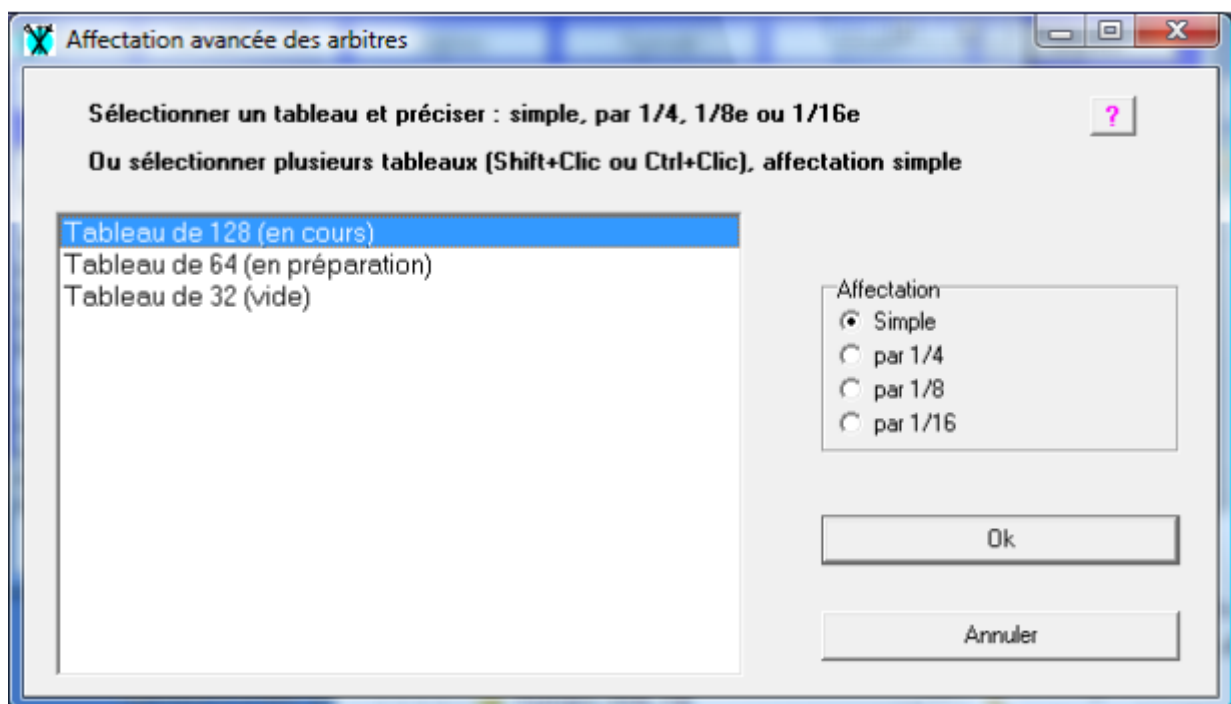 Affectation avancée des arbitres
Sélectionner un tableau et préciser : simple, par 1/4, 1/8e ou 1/16e
?
Ou sélectionner plusieurs tableaux (Shift+Clic ou Ctrl+Clic), affectation simple
Tableau de 128 (en cours)
Tableau de 64 (en préparation)
Tableau de 32 (vide)
Affectation
Simple
par 1/4
par 1/8
par 1/16
Ok
Annuler